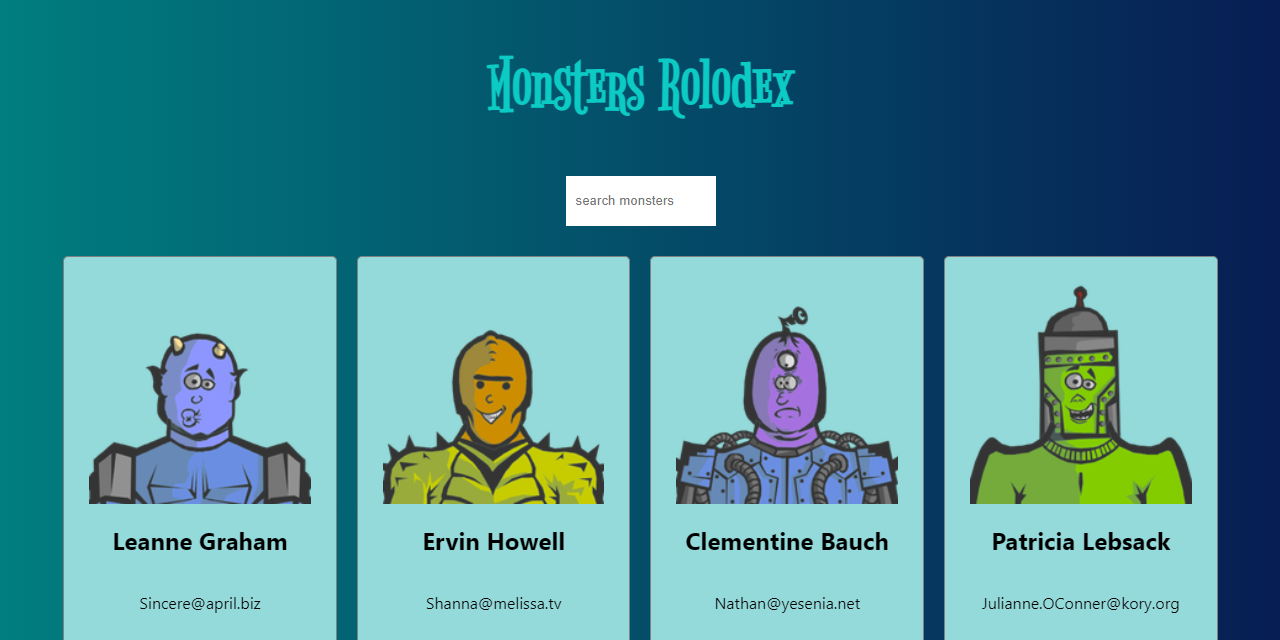 Monsters Rolodex
search monsters
Leanne Graham
Ervin Howell
Clementine Bauch
Patricia Lebsack
Sincere@april.biz
Shanna@melissa.tv
Nathan@yesenia.net
Julianne.OConner@kory.org